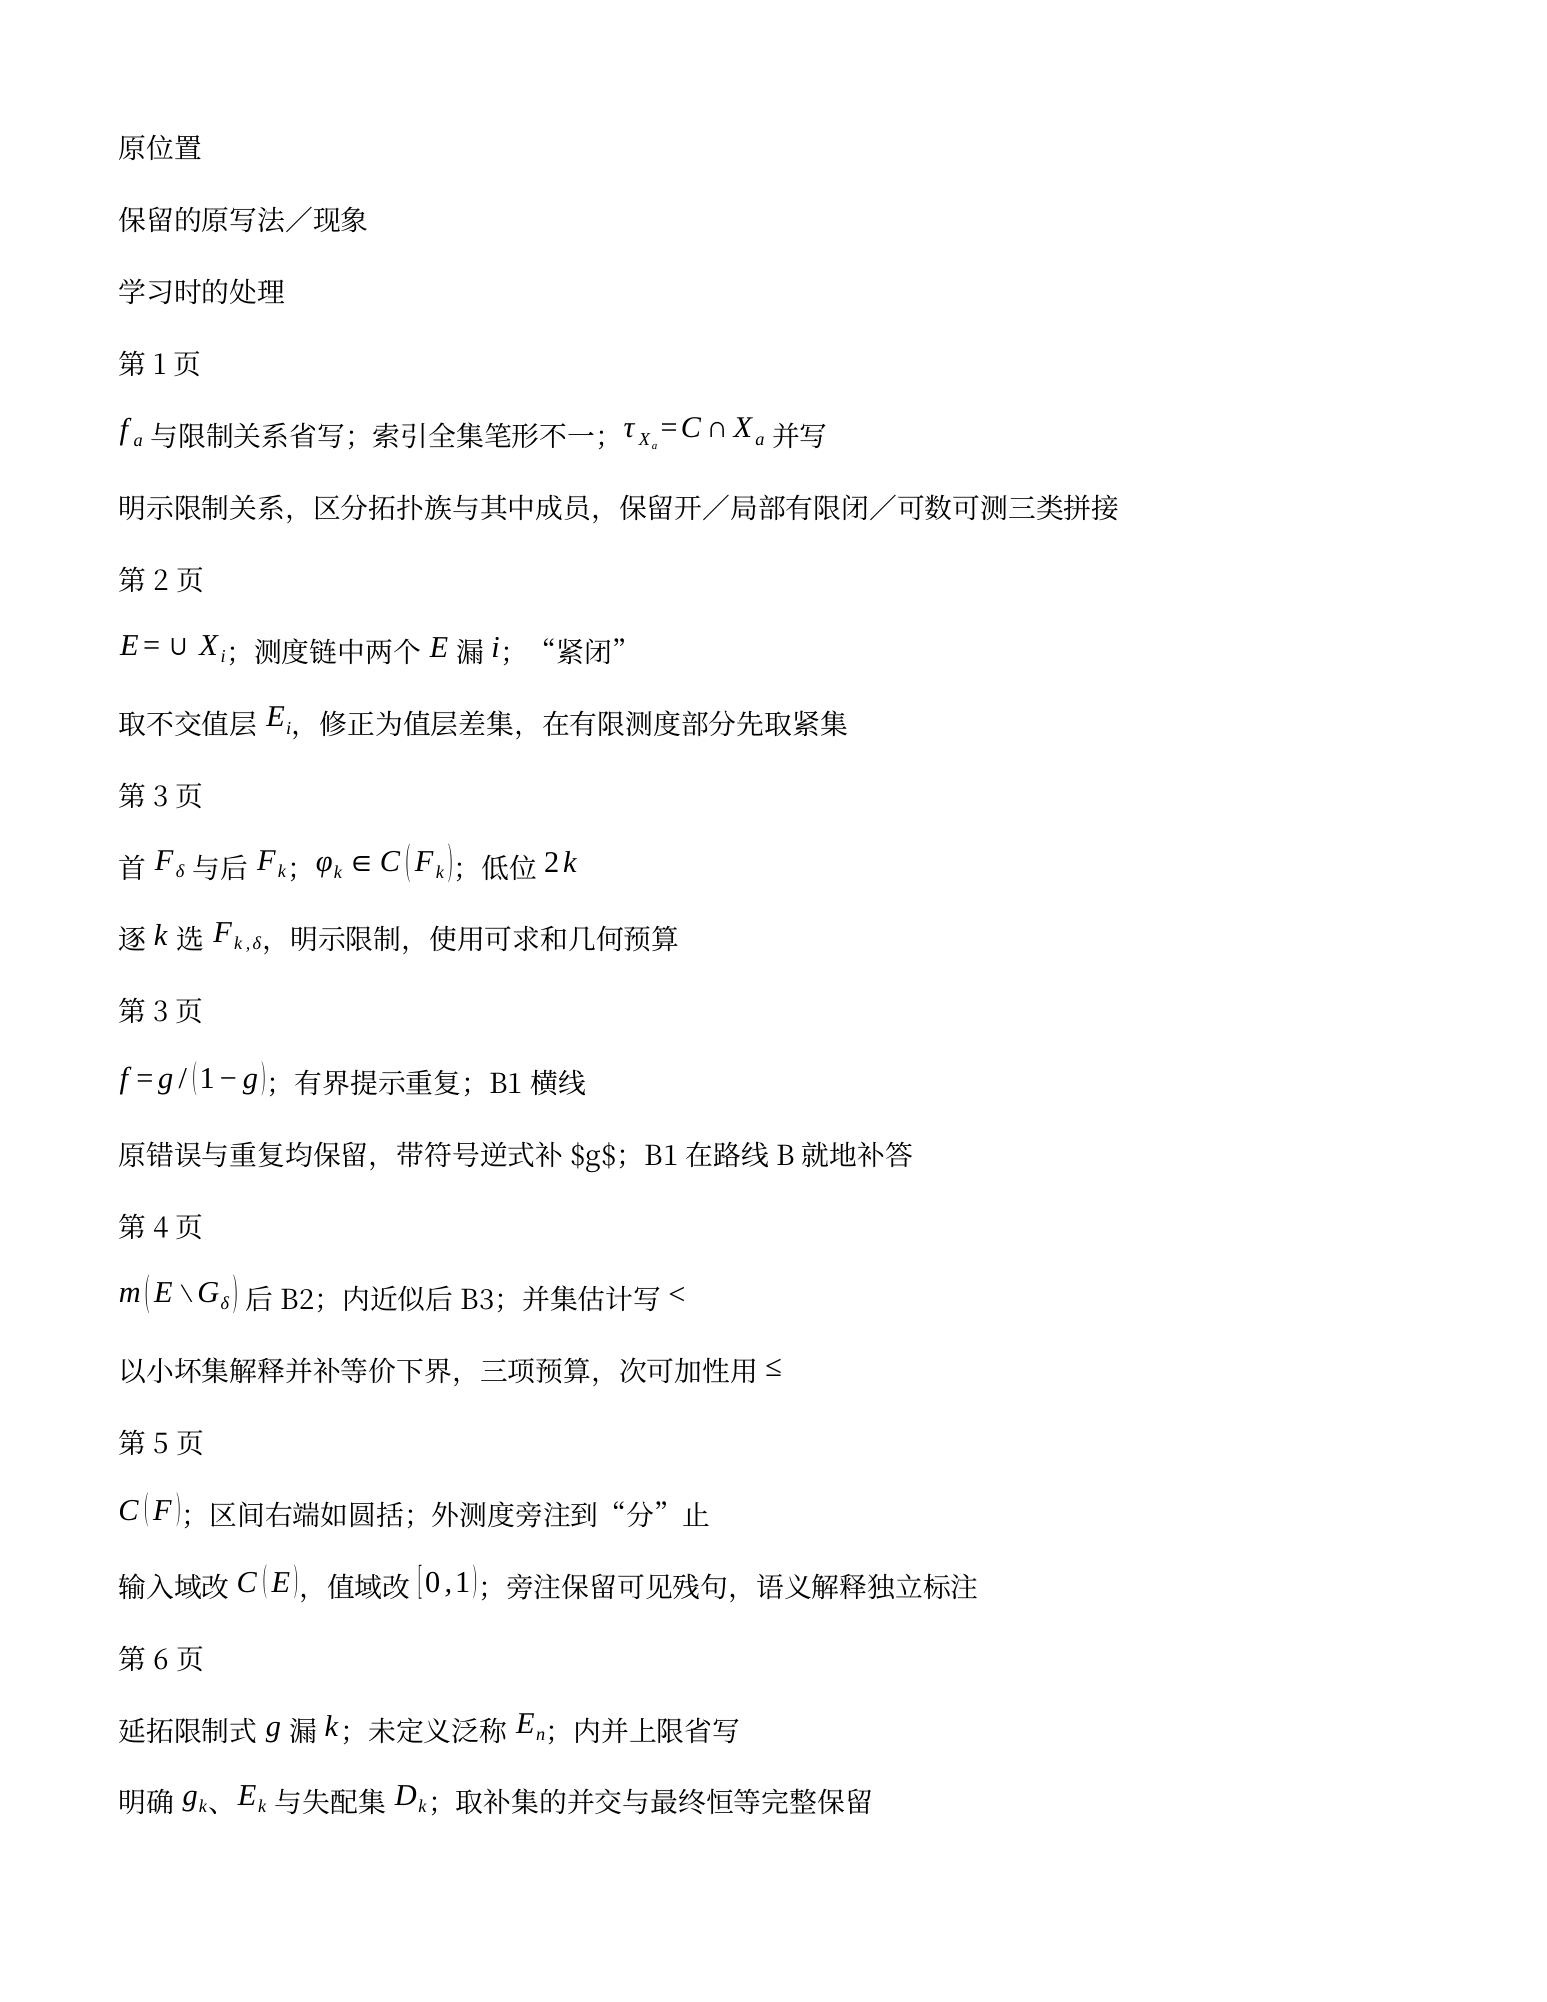 原位置
保留的原写法／现象
学习时的处理
第 1 页
f_a 与限制关系省写；索引全集笔形不一；τ_{X_a}=C∩X_a 并写
明示限制关系，区分拓扑族与其中成员，保留开／局部有限闭／可数可测三类拼接
第 2 页
E=∪X_i；测度链中两个 E 漏 i；“紧闭”
取不交值层 E_i，修正为值层差集，在有限测度部分先取紧集
第 3 页
首 F_δ 与后 F_k；φ_k∈C(F_k)；低位 2k
逐 k 选 F_{k,δ}，明示限制，使用可求和几何预算
第 3 页
f=g/(1−g)；有界提示重复；B1 横线
原错误与重复均保留，带符号逆式补 $g$；B1 在路线 B 就地补答
第 4 页
m(E∖G_δ) 后 B2；内近似后 B3；并集估计写 <
以小坏集解释并补等价下界，三项预算，次可加性用 ≤
第 5 页
C(F)；区间右端如圆括；外测度旁注到“分”止
输入域改 C(E)，值域改 [0,1)；旁注保留可见残句，语义解释独立标注
第 6 页
延拓限制式 g 漏 k；未定义泛称 E_n；内并上限省写
明确 g_k、E_k 与失配集 D_k；取补集的并交与最终恒等完整保留